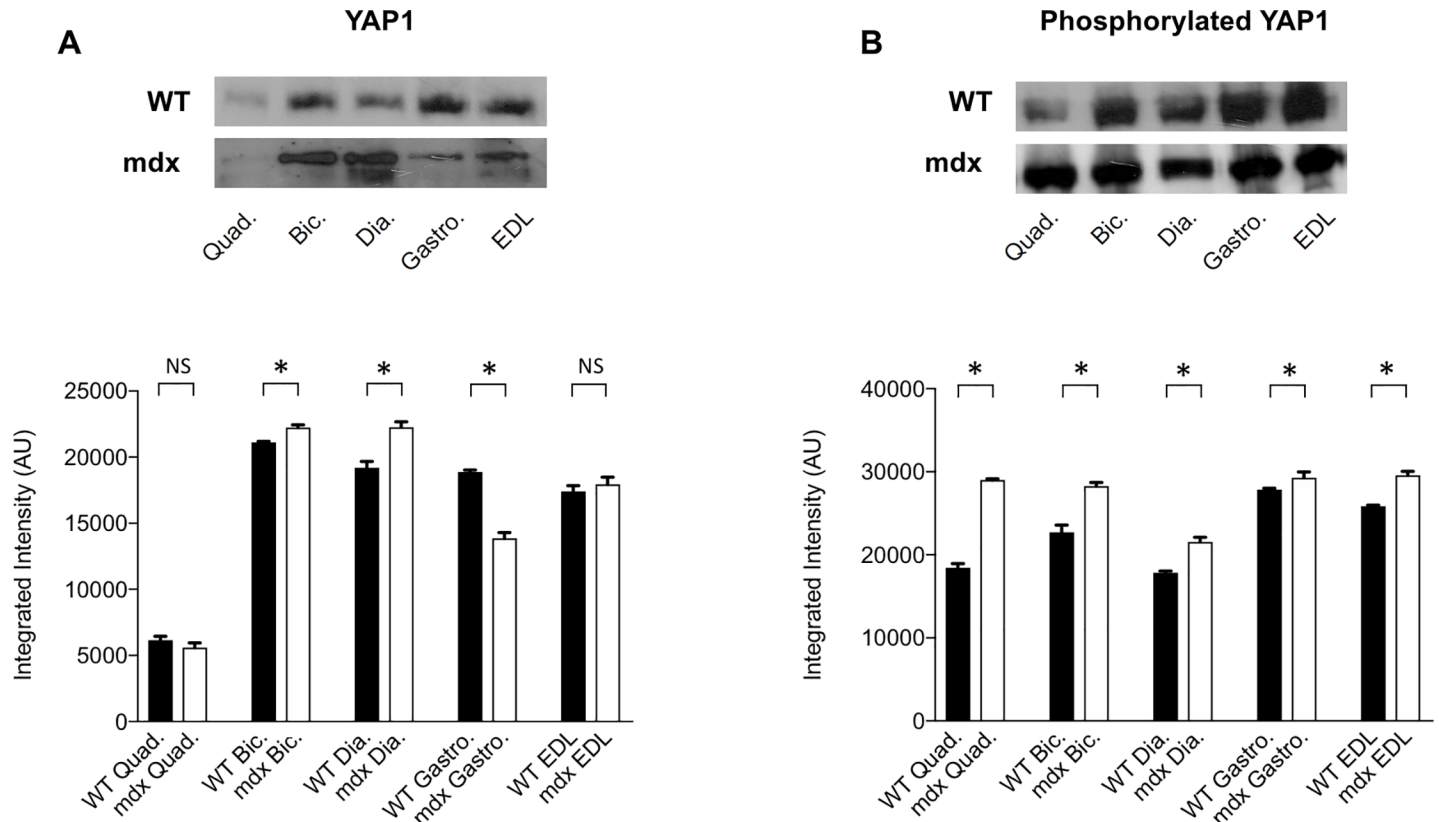 YAP1
A
WT
mdx
Quad.
Bic.
Dia.
Gastro.
EDL
NS
*
*
*
NS
25000
20000
15000
10000
5000
0
Integrated Intensity (AU)
WT Quad.
mdx Quad.
WT Bic.
mdx Bic.
WT Dia.
mdx Dia.
WT Gastro.
mdx Gastro.
WT EDL
mdx EDL
Phosphorylated YAP1
B
WT
mdx
Quad.
Bic.
Dia.
Gastro.
EDL
*
*
*
*
*
40000
30000
20000
10000
0
Integrated Intensity (AU)
WT Quad.
mdx Quad.
WT Bic.
mdx Bic.
WT Dia.
mdx Dia.
WT Gastro.
mdx Gastro.
WT EDL
mdx EDL